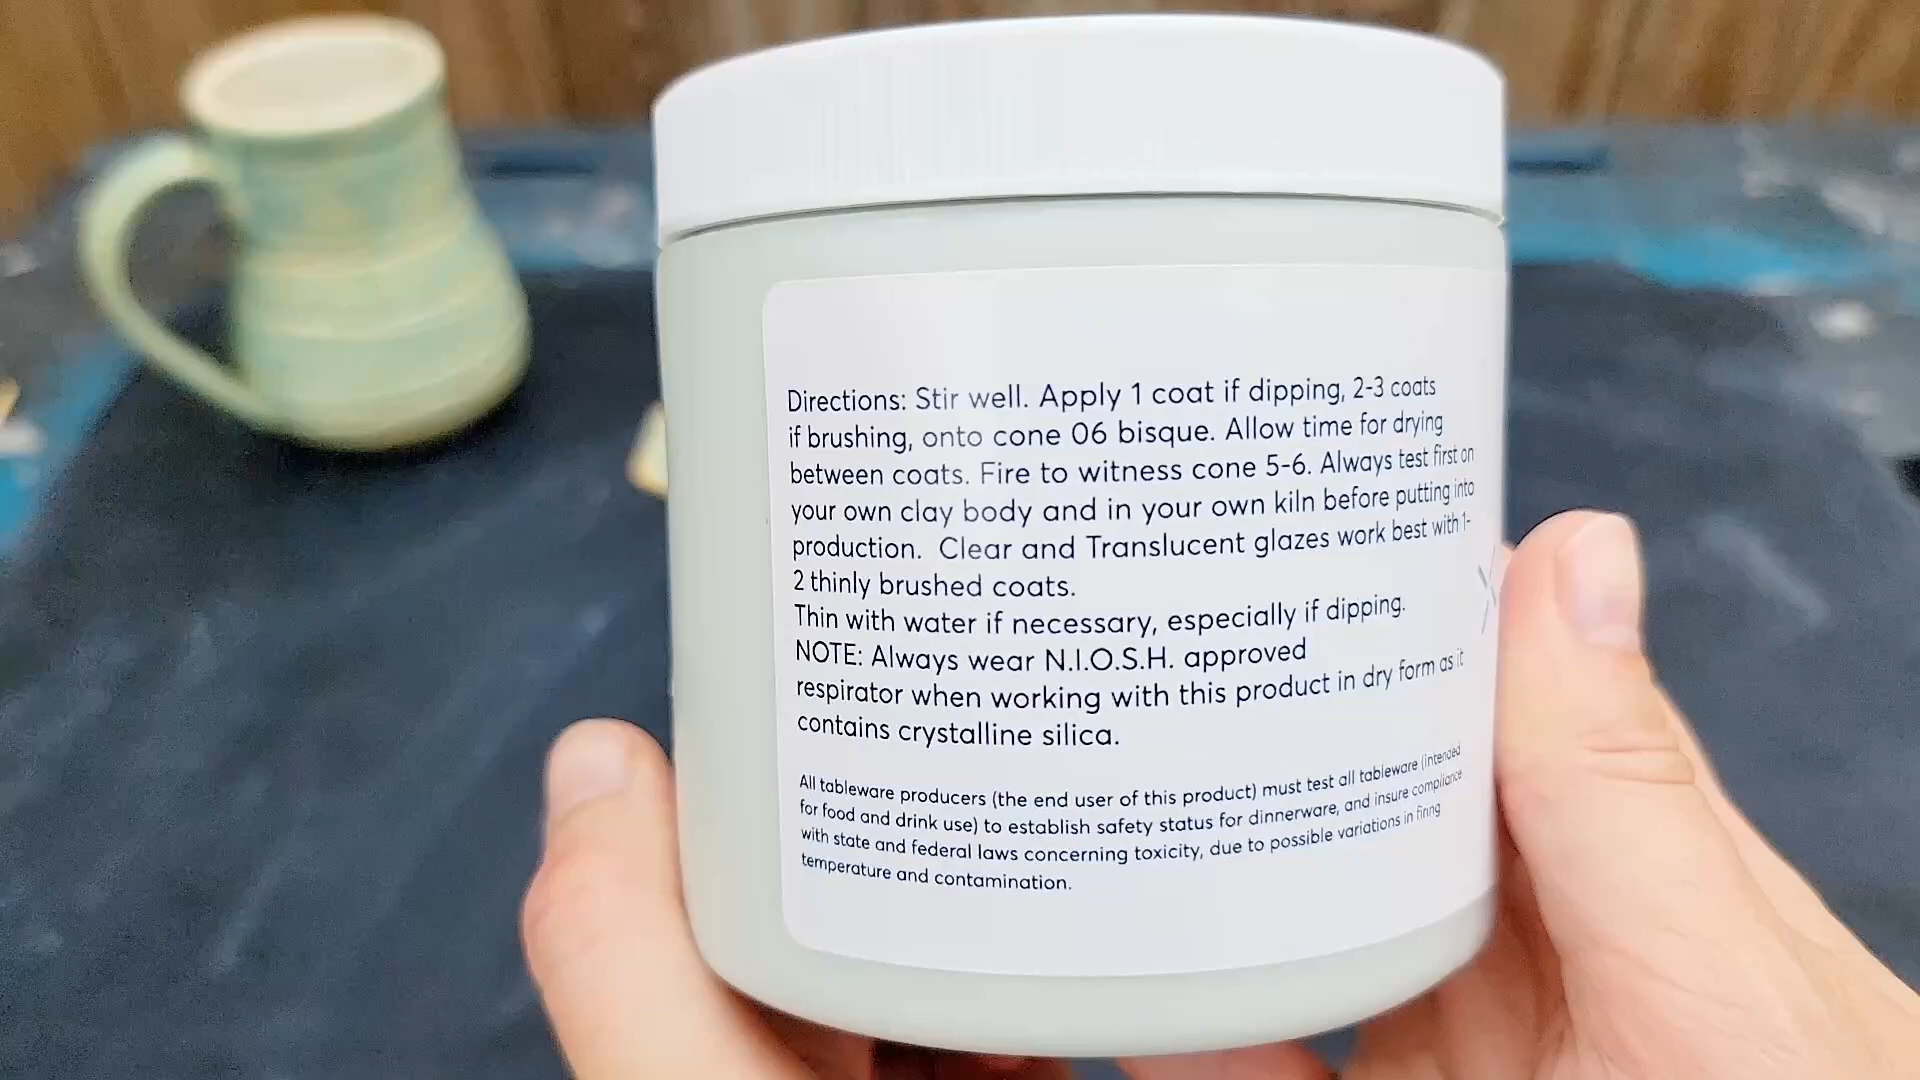 Directions: Stir well. Apply 1 coat if dipping, 2-3 coats
if brushing, onto cone 06 bisque. Allow time for drying
between coats. Fire to witness cone 5-6. Always test first on
your own clay body and in your own kiln before putting into
production. Clear and Translucent glazes work best with 1-
2 thinly brushed coats.
Thin with water if necessary, especially if dipping.
NOTE: Always wear N.I.O.S.H. approved
respirator when working with this product in dry form as it
contains crystalline silica.
All tableware producers (the end user of this product) must test all tableware (intended
for food and drink use) to establish safety status for dinnerware, and insure compliance
with state and federal laws concerning toxicity, due to possible variations in firing
temperature and contamination.